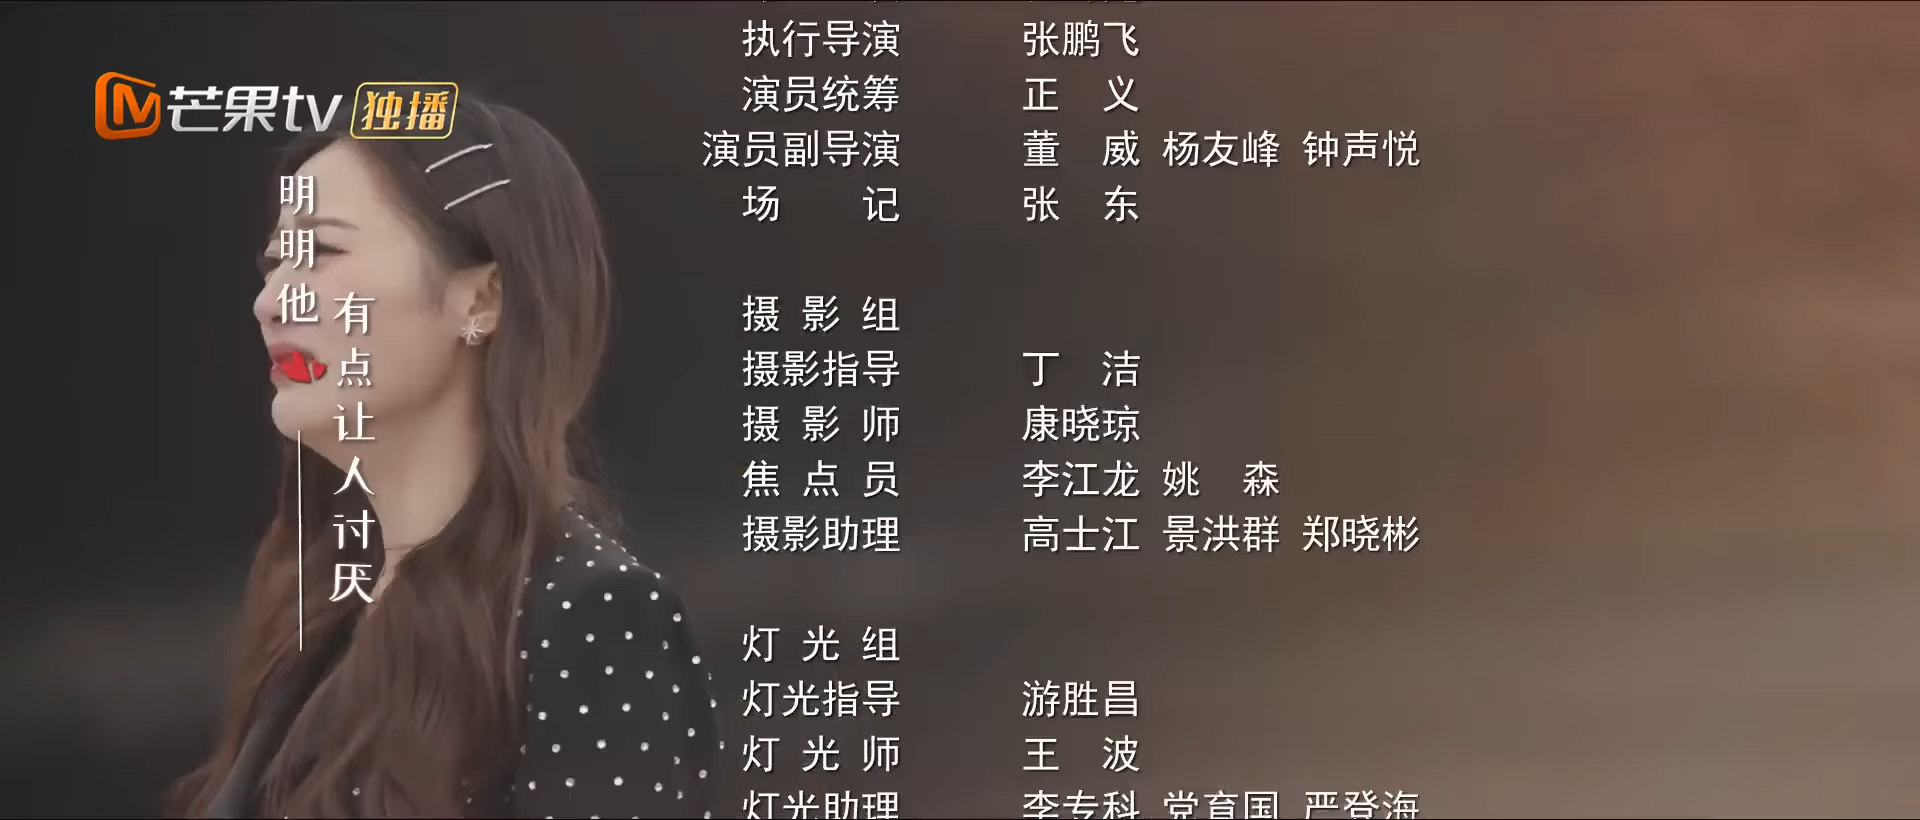 芒果tv 独播
明明他
有点让人讨厌
执行导演 张鹏飞
演员统筹 正 义
演员副导演 董 威 杨友峰 钟声悦
场 记 张 东
摄 影 组
摄影指导 丁 洁
摄 影 师 康晓琼
焦 点 员 李江龙 姚 森
摄影助理 高士江 景洪群 郑晓彬
灯 光 组
灯光指导 游胜昌
灯 光 师 王 波
灯光助理 李专科 党育国 严登海